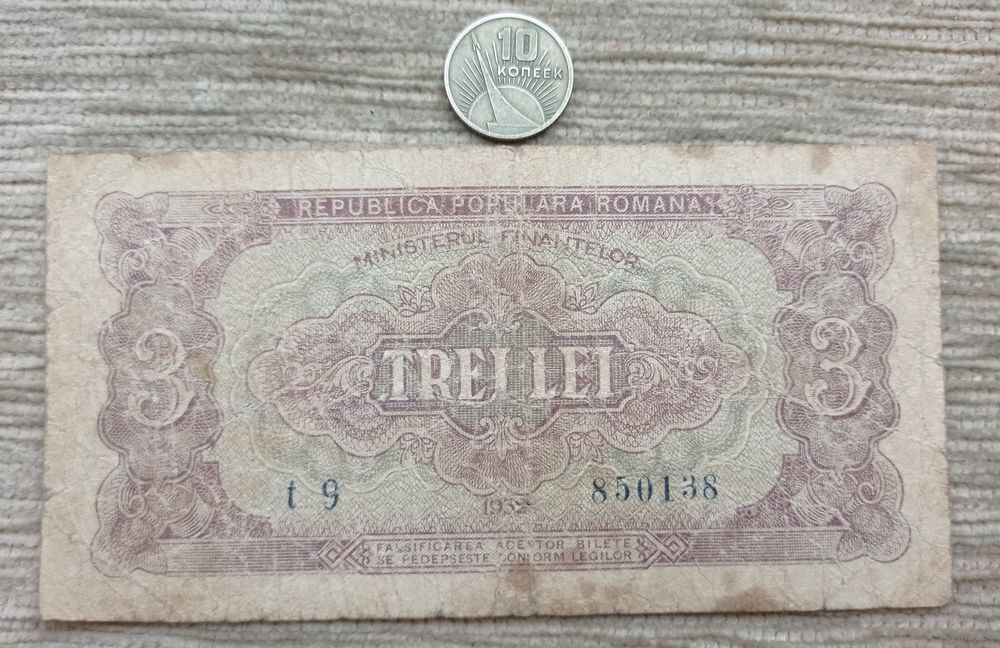 10
КОПЕЕК
REPUBLICA POPULARA ROMANA
MINISTERUL FINANTELOR
3 TREI LEI 3
t 9 850138
FALSIFICAREA ACESTOR BILETE
SE PEDEPSESTE CONFORM LEGILOR